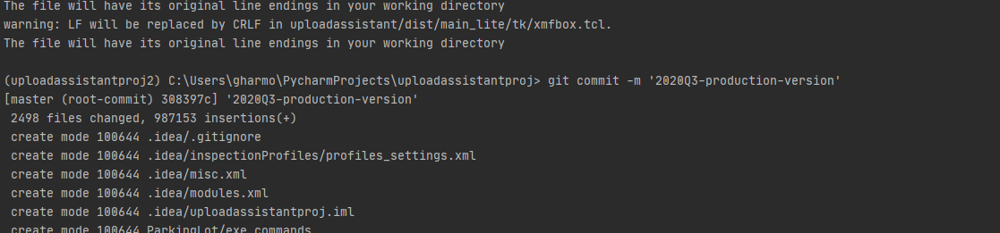 The file will have its original line endings in your working directory
warning: LF will be replaced by CRLF in uploadassistant/dist/main_lite/tk/xmfbox.tcl.
The file will have its original line endings in your working directory
(uploadassistantproj2) C:\Users\gharmo\PycharmProjects\uploadassistantproj> git commit -m '2020Q3-production-version'
[master (root-commit) 308397c] '2020Q3-production-version'
 2498 files changed, 987153 insertions(+)
 create mode 100644 .idea/.gitignore
 create mode 100644 .idea/inspectionProfiles/profiles_settings.xml
 create mode 100644 .idea/misc.xml
 create mode 100644 .idea/modules.xml
 create mode 100644 .idea/uploadassistantproj.iml
 create mode 100644 ParkingLot/exe commands